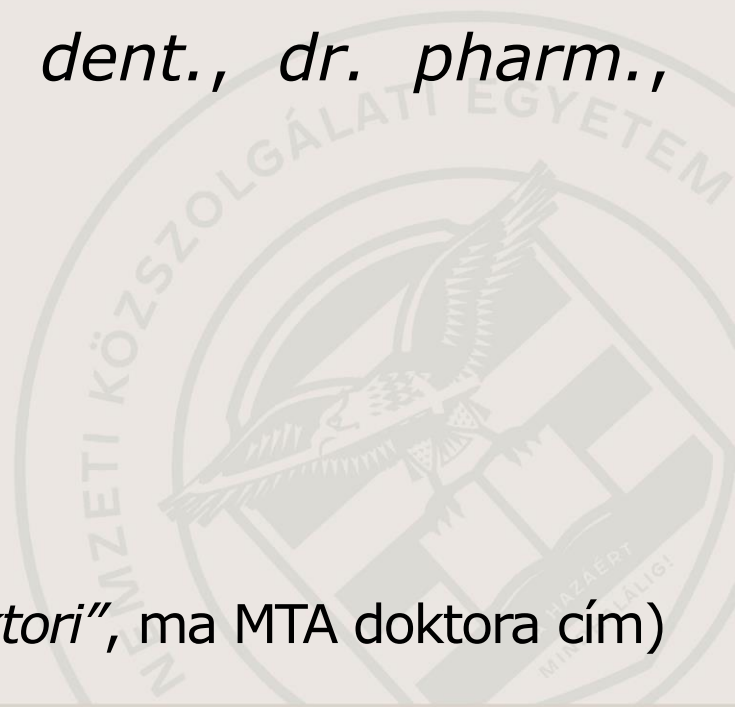 dent., dr. pharm.,
NEMZETI KÖZSZOLGÁLATI EGYETEM
tori”, ma MTA doktora cím)